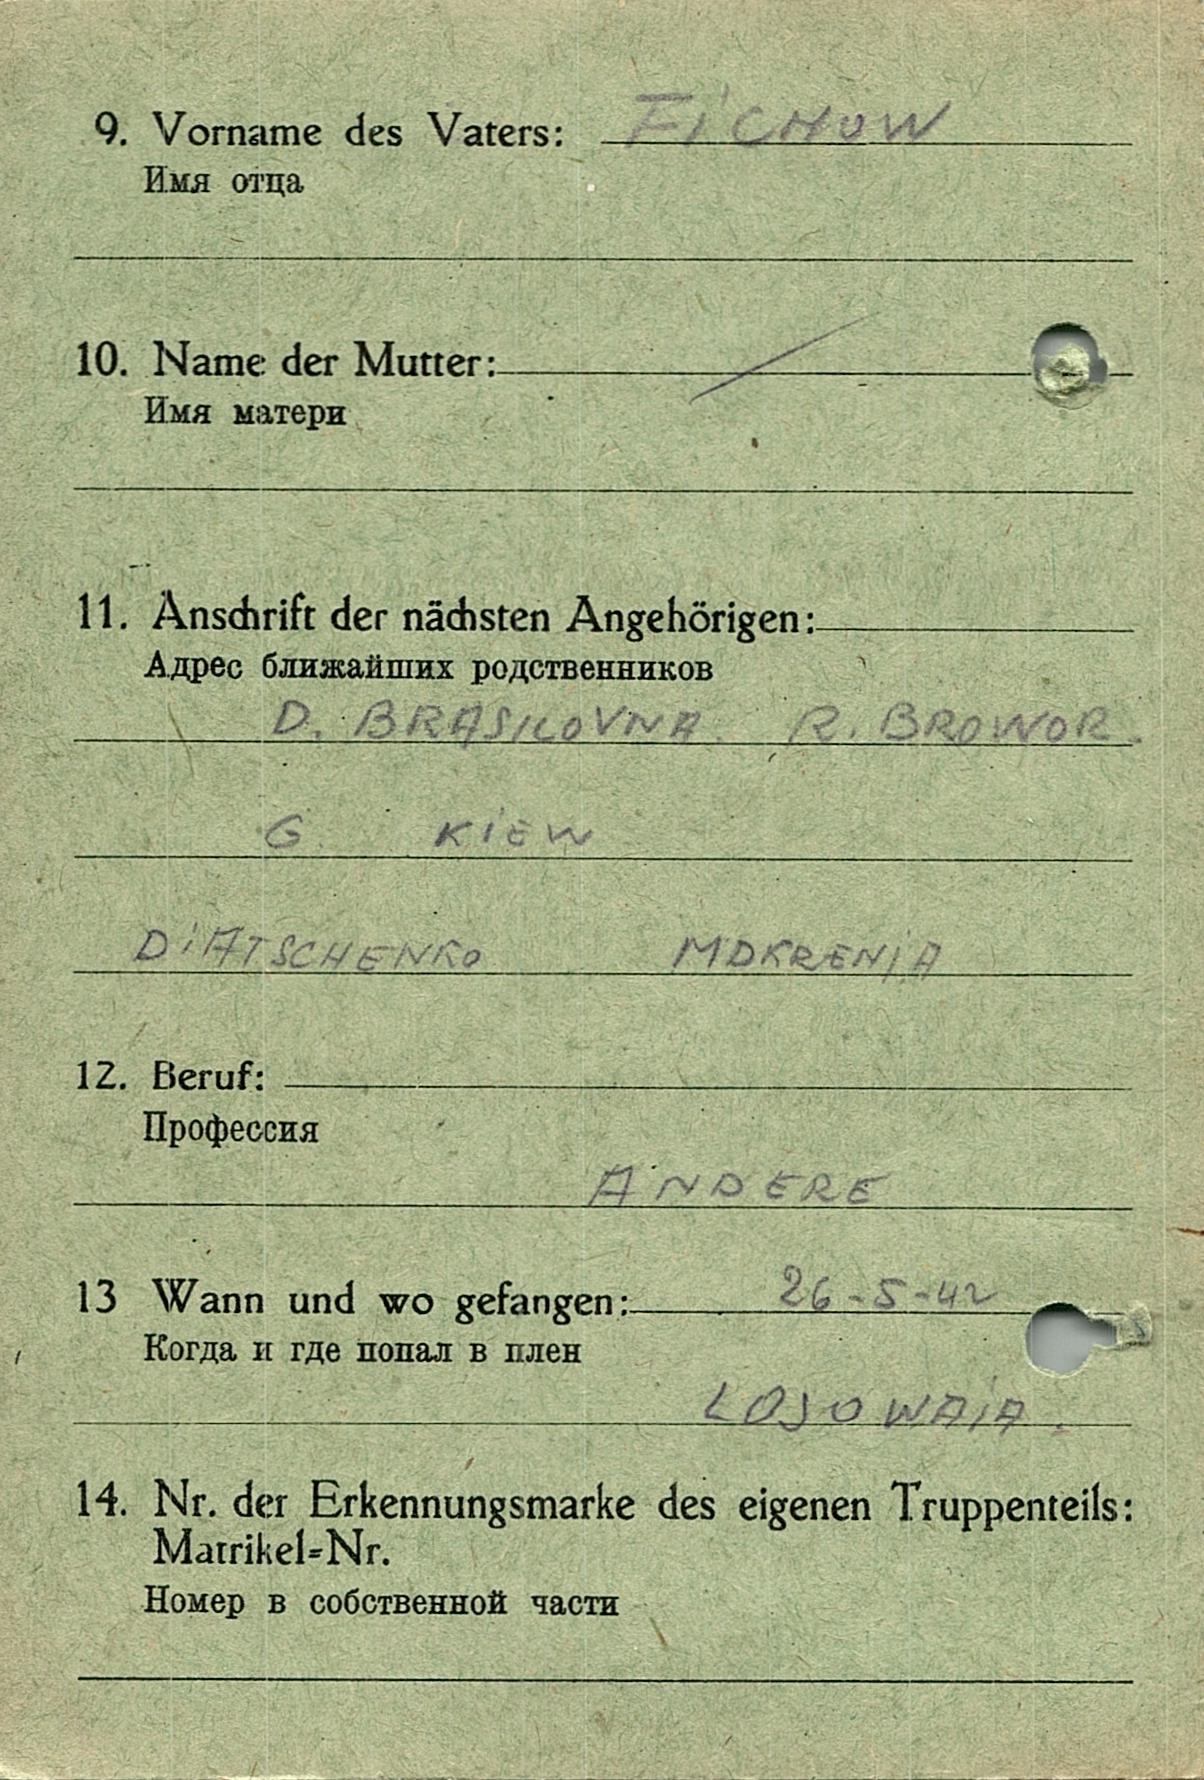 9. Vorname des Vaters: FiCHOW
Имя отца
10. Name der Mutter:
Имя матери
11. Anschrift der nächsten Angehörigen:
Адрес ближайших родственников
D. BRASILOVNA. R. BROWOR.
G. KiEW
DiATSCHENKO MOKRENiA
12. Beruf:
Профессия
ANDERE
13 Wann und wo gefangen: 26-5-42
Когда и где попал в плен
LOSOWAiA.
14. Nr. der Erkennungsmarke des eigenen Truppenteils:
Matrikel=Nr.
Номер в собственной части